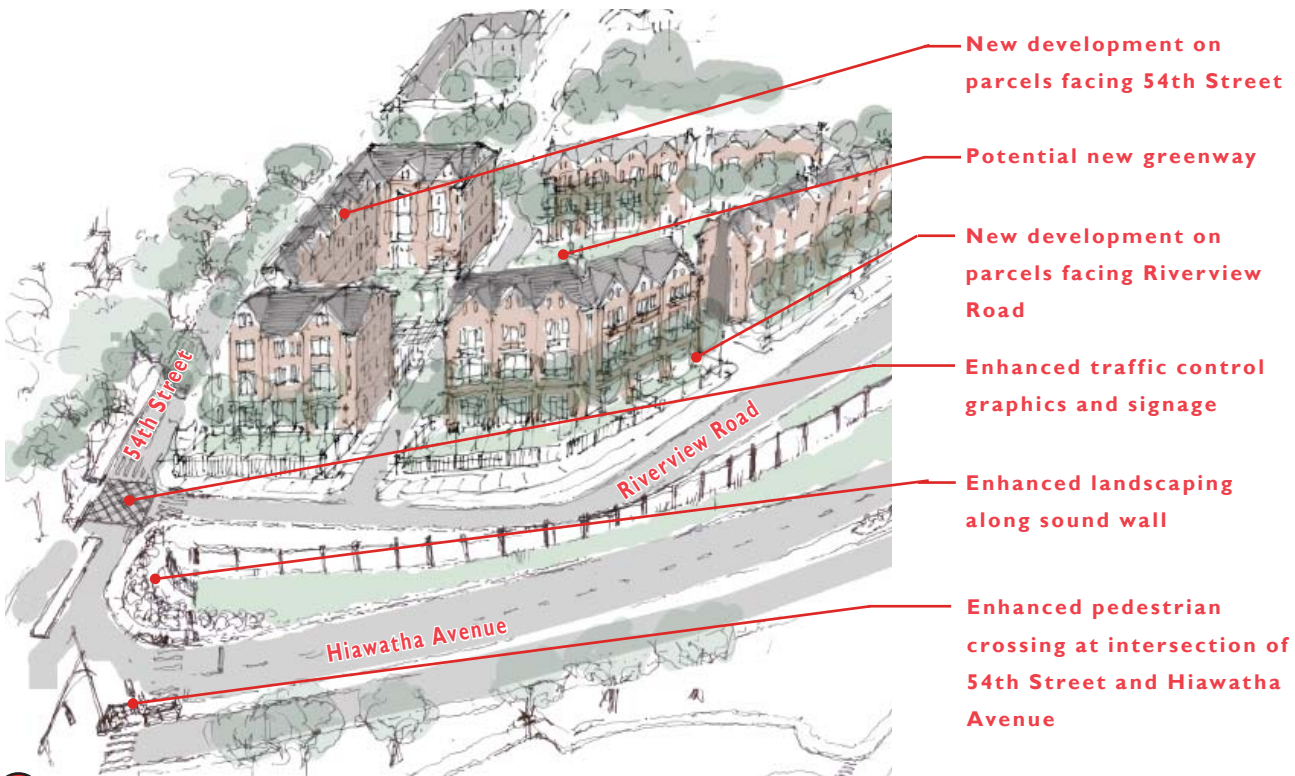 New development on
parcels facing 54th Street
Potential new greenway
New development on
parcels facing Riverview
Road
Enhanced traffic control
graphics and signage
Enhanced landscaping
along sound wall
Enhanced pedestrian
crossing at intersection of
54th Street and Hiawatha
Avenue
54th Street
Riverview Road
Hiawatha Avenue